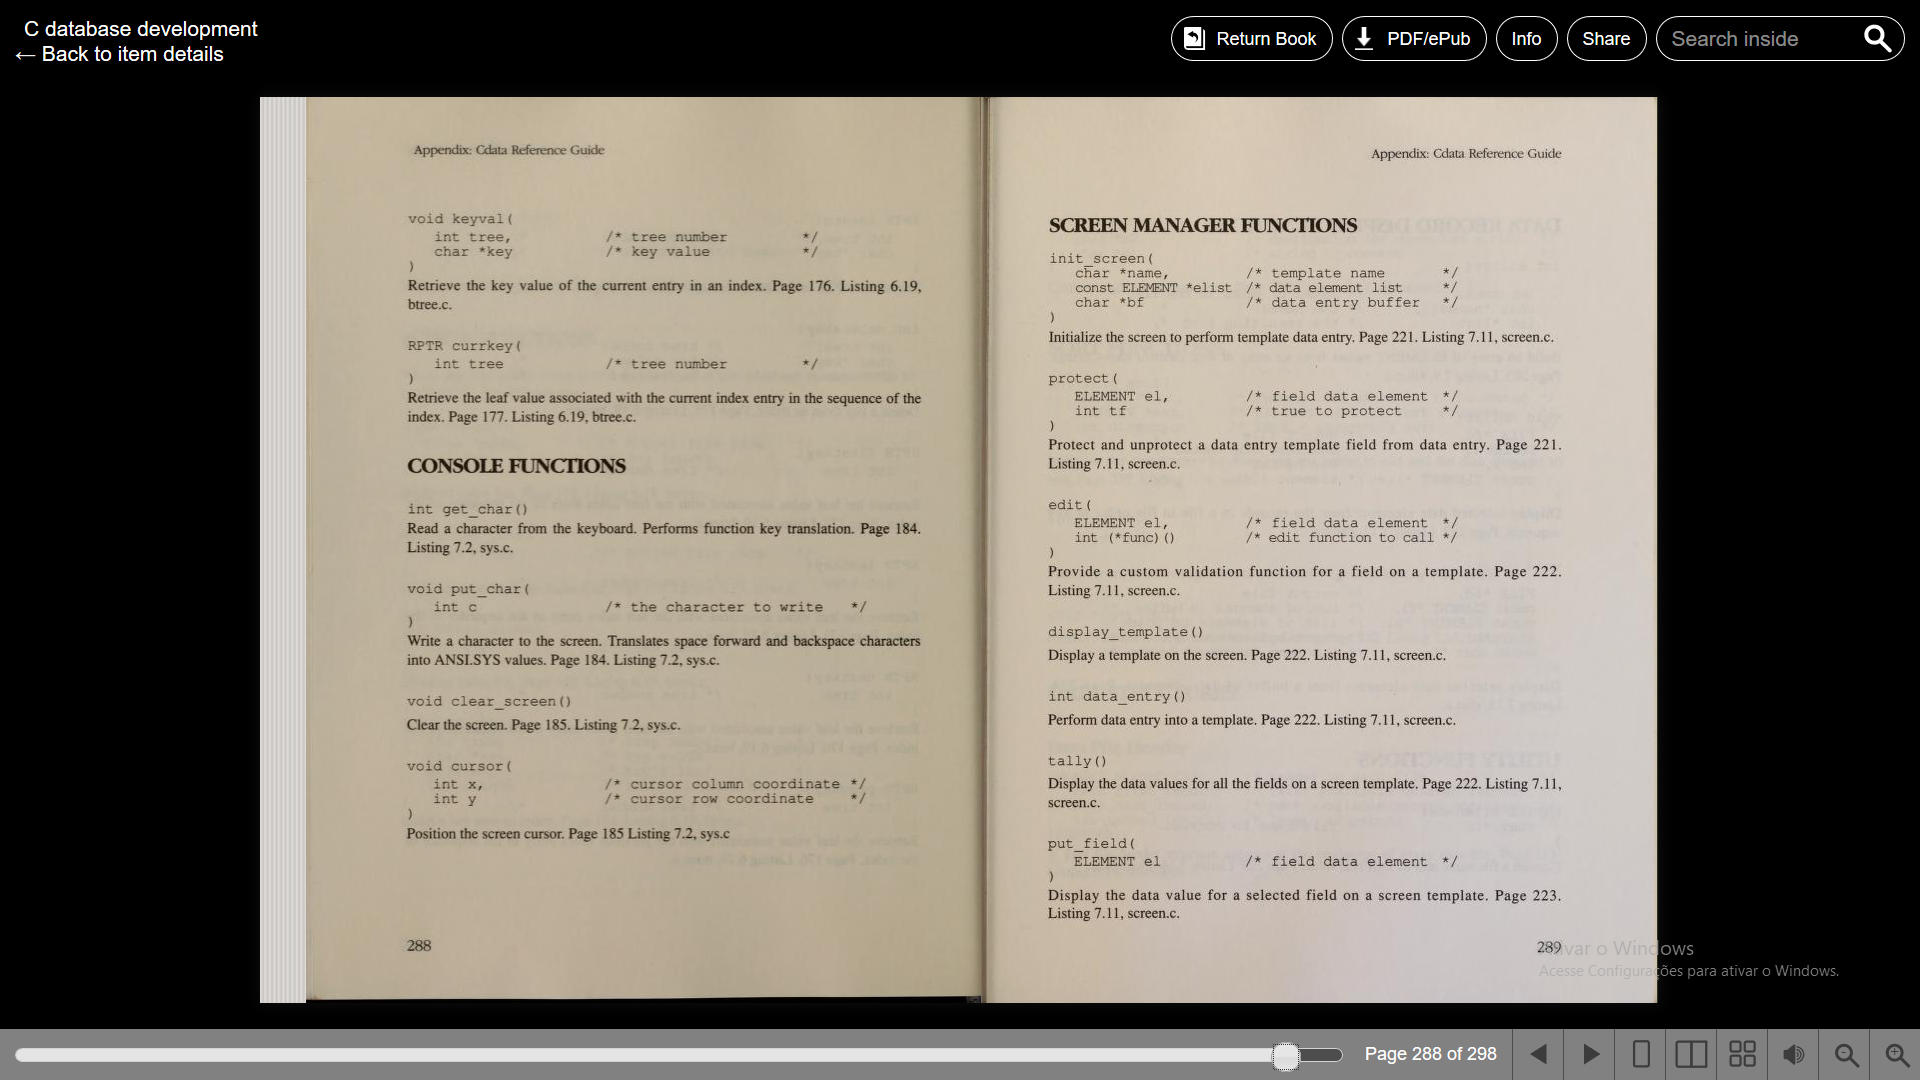 C database development
← Back to item details
Return Book
PDF/ePub
Info
Share
Search inside
Appendix: Cdata Reference Guide
void keyval(
int tree, /* tree number */
char *key /* key value */
)
Retrieve the key value of the current entry in an index. Page 176. Listing 6.19,
btree.c.
RPTR currkey(
int tree /* tree number */
)
Retrieve the leaf value associated with the current index entry in the sequence of the
index. Page 177. Listing 6.19, btree.c.
CONSOLE FUNCTIONS
int get_char()
Read a character from the keyboard. Performs function key translation. Page 184.
Listing 7.2, sys.c.
void put_char(
int c /* the character to write */
)
Write a character to the screen. Translates space forward and backspace characters
into ANSI.SYS values. Page 184. Listing 7.2, sys.c.
void clear_screen()
Clear the screen. Page 185. Listing 7.2, sys.c.
void cursor(
int x, /* cursor column coordinate */
int y /* cursor row coordinate */
)
Position the screen cursor. Page 185 Listing 7.2, sys.c
288
Appendix: Cdata Reference Guide
SCREEN MANAGER FUNCTIONS
init_screen(
char *name, /* template name */
const ELEMENT *elist /* data element list */
char *bf /* data entry buffer */
)
Initialize the screen to perform template data entry. Page 221. Listing 7.11, screen.c.
protect(
ELEMENT el, /* field data element */
int tf /* true to protect */
)
Protect and unprotect a data entry template field from data entry. Page 221.
Listing 7.11, screen.c.
edit(
ELEMENT el, /* field data element */
int (*func)() /* edit function to call */
)
Provide a custom validation function for a field on a template. Page 222.
Listing 7.11, screen.c.
display_template()
Display a template on the screen. Page 222. Listing 7.11, screen.c.
int data_entry()
Perform data entry into a template. Page 222. Listing 7.11, screen.c.
tally()
Display the data values for all the fields on a screen template. Page 222. Listing 7.11,
screen.c.
put_field(
ELEMENT el /* field data element */
)
Display the data value for a selected field on a screen template. Page 223.
Listing 7.11, screen.c.
289
Ativar o Windows
Acesse Configurações para ativar o Windows.
Page 288 of 298